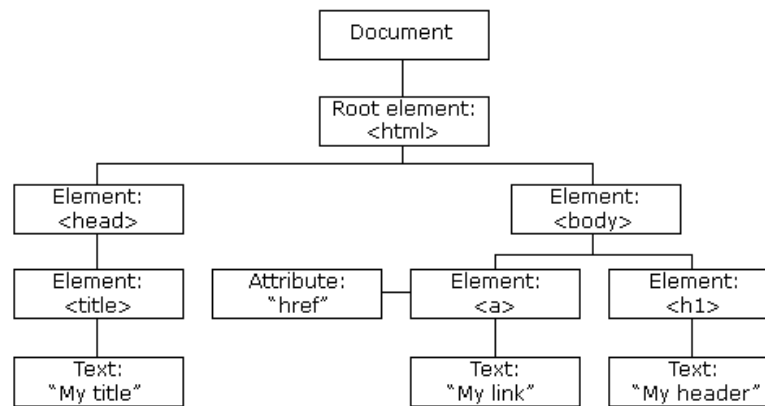 Document
Root element:
<html>
Element:
<head>
Element:
<body>
Element:
<title>
Attribute:
“href”
Element:
<a>
Element:
<h1>
Text:
“My title”
Text:
“My link”
Text:
“My header”